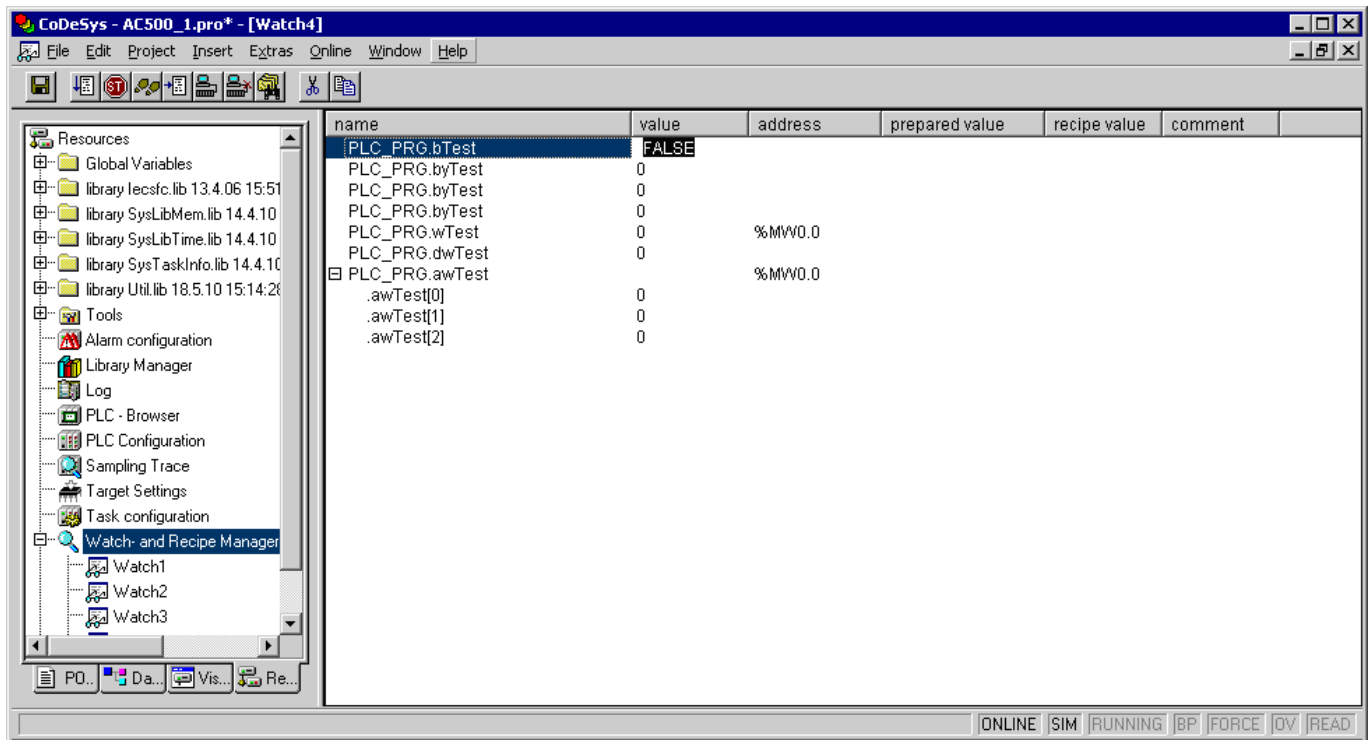 CoDeSys - AC500_1.pro* - [Watch4]
File Edit Project Insert Extras Online Window Help
Resources
Global Variables
library Iecsfc.lib 13.4.06 15:51
library SysLibMem.lib 14.4.10
library SysLibTime.lib 14.4.10
library SysTaskInfo.lib 14.4.10
library Util.lib 18.5.10 15:14:28
Tools
Alarm configuration
Library Manager
Log
PLC - Browser
PLC Configuration
Sampling Trace
Target Settings
Task configuration
Watch- and Recipe Manager
Watch1
Watch2
Watch3
PO... Da... Vis... Re...
name value address prepared value recipe value comment
PLC_PRG.bTest FALSE
PLC_PRG.byTest 0
PLC_PRG.byTest 0
PLC_PRG.byTest 0
PLC_PRG.wTest 0 %MW0.0
PLC_PRG.dwTest 0
PLC_PRG.awTest %MW0.0
.awTest[0] 0
.awTest[1] 0
.awTest[2] 0
ONLINE SIM RUNNING BP FORCE OV READ